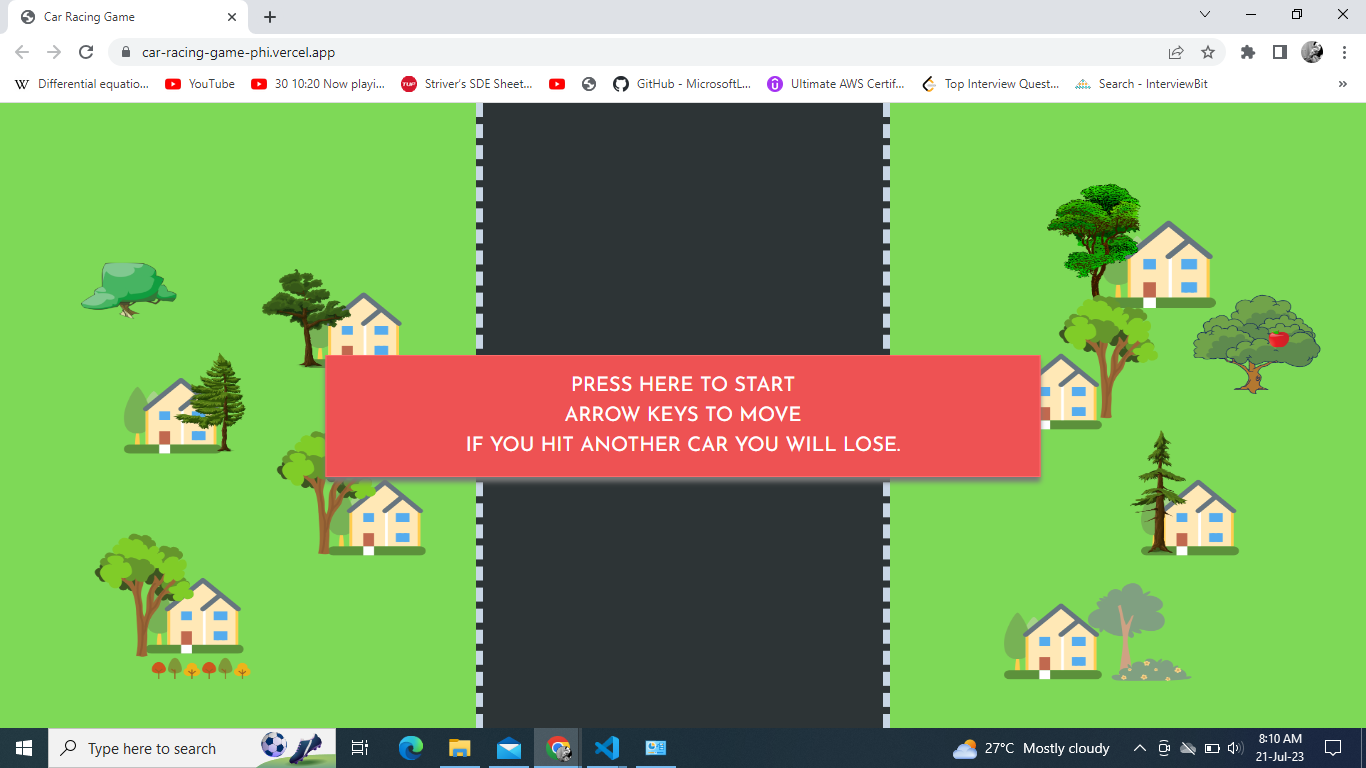 Car Racing Game
car-racing-game-phi.vercel.app
W Differential equatio... YouTube 30 10:20 Now playi... TUF Striver's SDE Sheet... GitHub - MicrosoftL... Ultimate AWS Certif... Top Interview Quest... Search - InterviewBit »
PRESS HERE TO START
ARROW KEYS TO MOVE
IF YOU HIT ANOTHER CAR YOU WILL LOSE.
Type here to search 27°C Mostly cloudy 8:10 AM
21-Jul-23